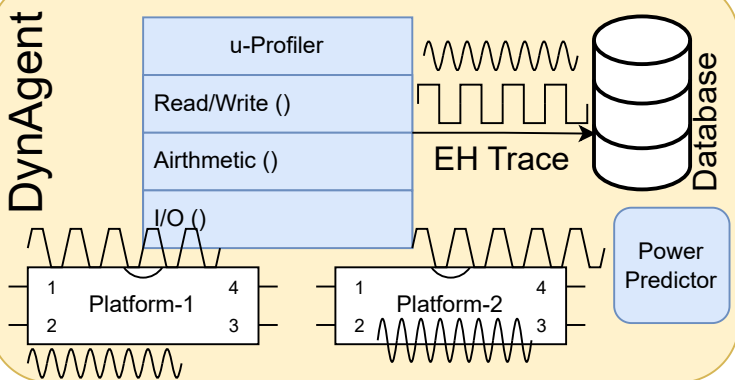 DynAgent
u-Profiler
Read/Write ()
Airthmetic ()
I/O ()
EH Trace
Database
Power
Predictor
1
4
Platform-1
2
3
1
4
Platform-2
2
3